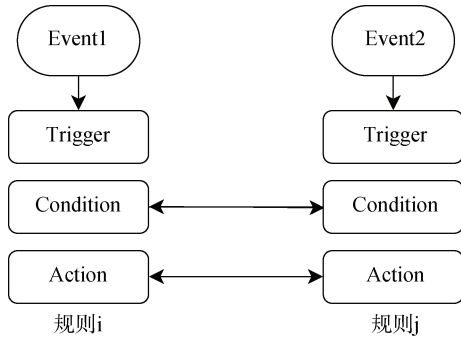 Event1 Event2
Trigger Trigger
Condition Condition
Action Action
规则i 规则j